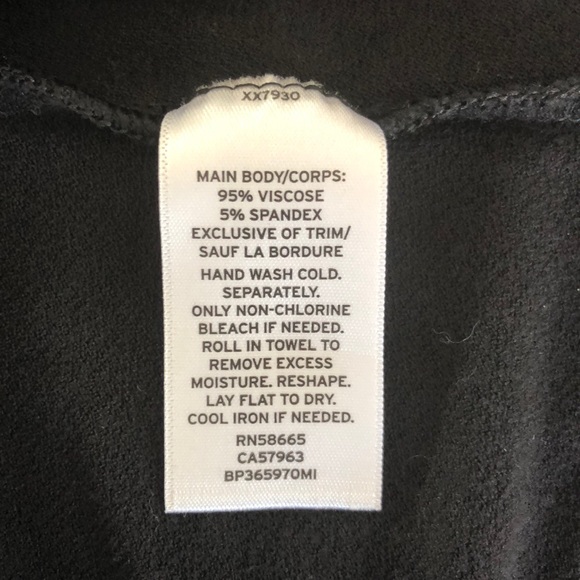 XX7930
MAIN BODY/CORPS:
95% VISCOSE
5% SPANDEX
EXCLUSIVE OF TRIM/
SAUF LA BORDURE
HAND WASH COLD.
SEPARATELY.
ONLY NON-CHLORINE
BLEACH IF NEEDED.
ROLL IN TOWEL TO
REMOVE EXCESS
MOISTURE. RESHAPE.
LAY FLAT TO DRY.
COOL IRON IF NEEDED.
RN58665
CA57963
BP365970MI